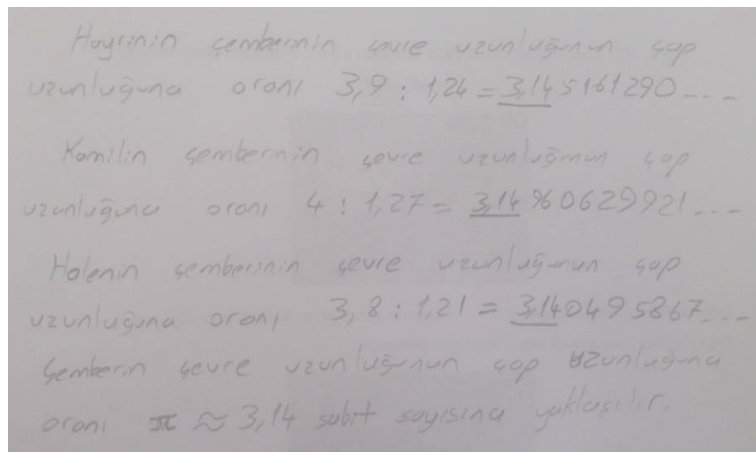 Hayrinin çemberinin çevre uzunluğunun çap
uzunluğuna oranı 3,9 : 1,24 = 3,145161290....
Kamilin çemberinin çevre uzunluğunun çap
uzunluğuna oranı 4 : 1,27 = 3,14960629921....
Halenin çemberinin çevre uzunluğunun çap
uzunluğuna oranı 3,8 : 1,21 = 3,140495867...
Çemberin çevre uzunluğunun çap uzunluğuna
oranı π ≈ 3,14 sabit sayısına yaklaşılır.